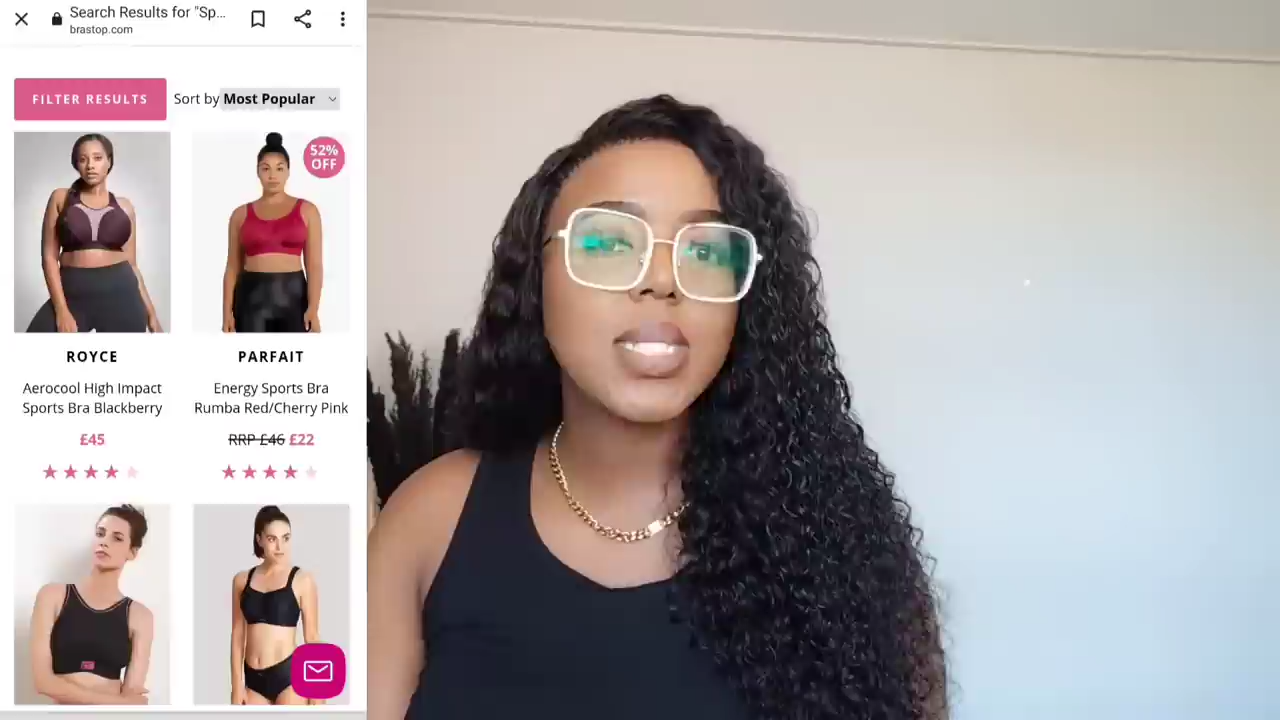 Search Results for "Sp...
brastop.com
FILTER RESULTS
Sort by Most Popular
52%
OFF
ROYCE
PARFAIT
Aerocool High Impact
Sports Bra Blackberry
Energy Sports Bra
Rumba Red/Cherry Pink
£45
RRP £46 £22